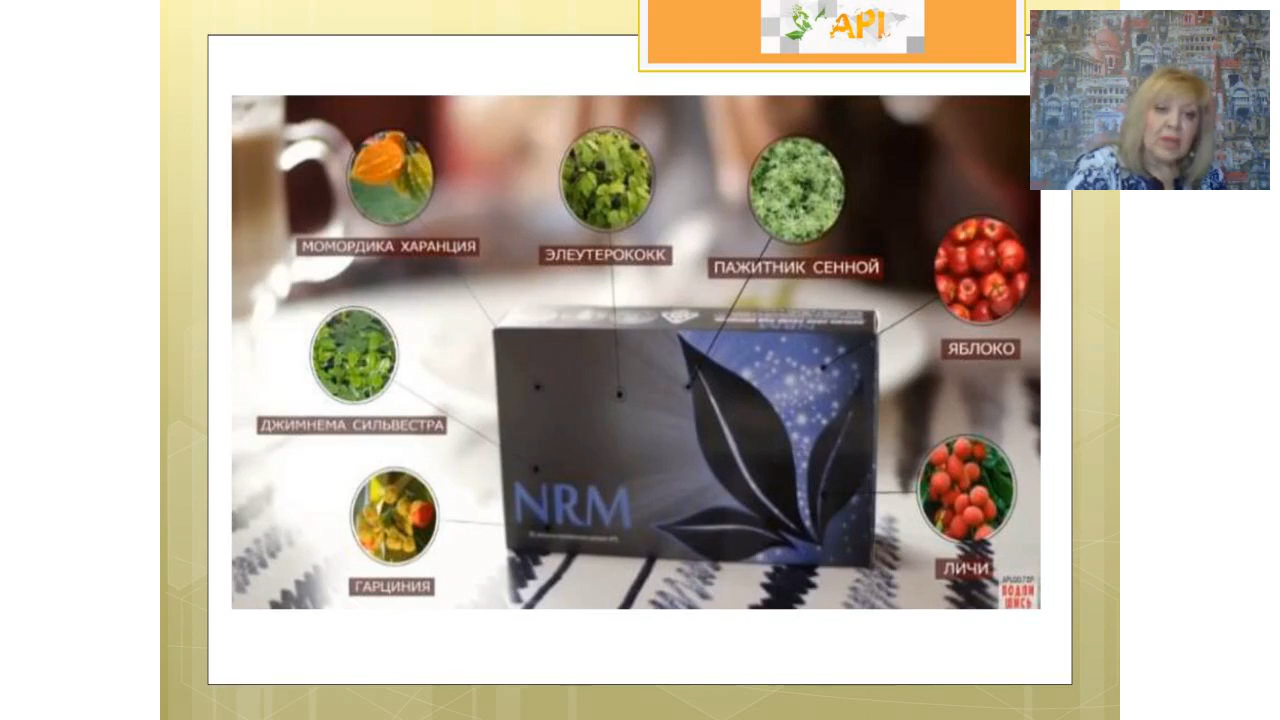 API
МОМОРДИКА ХАРАНЦИЯ
ЭЛЕУТЕРОКОКК
ПАЖИТНИК СЕННОЙ
ЯБЛОКО
ДЖИМНЕМА СИЛЬВЕСТРА
NRM
ГАРЦИНИЯ
ЛИЧИ
ПОДПИ
ШИСЬ